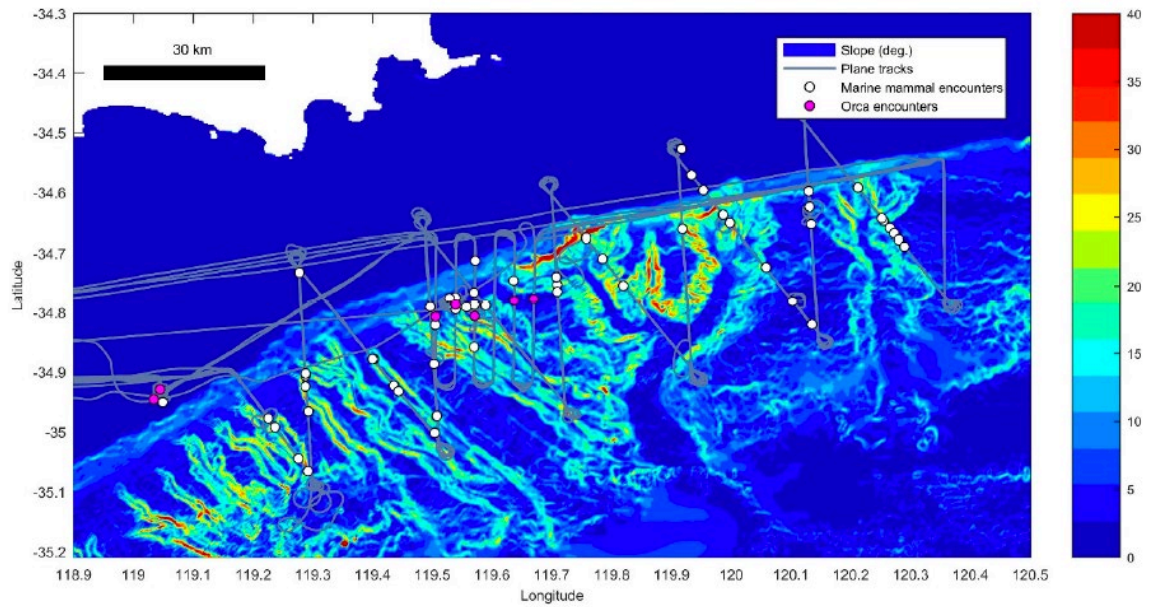 -34.3
-34.4
-34.5
-34.6
-34.7
-34.8
-34.9
-35
-35.1
-35.2
Latitude
30 km
Slope (deg.)
Plane tracks
Marine mammal encounters
Orca encounters
118.9 119 119.2 119.3 119.4 119.5 119.6 119.7 119.8 119.9 120 120.1 120.2 120.3 120.4 120.5
Longitude
40
35
30
25
20
15
10
5
0